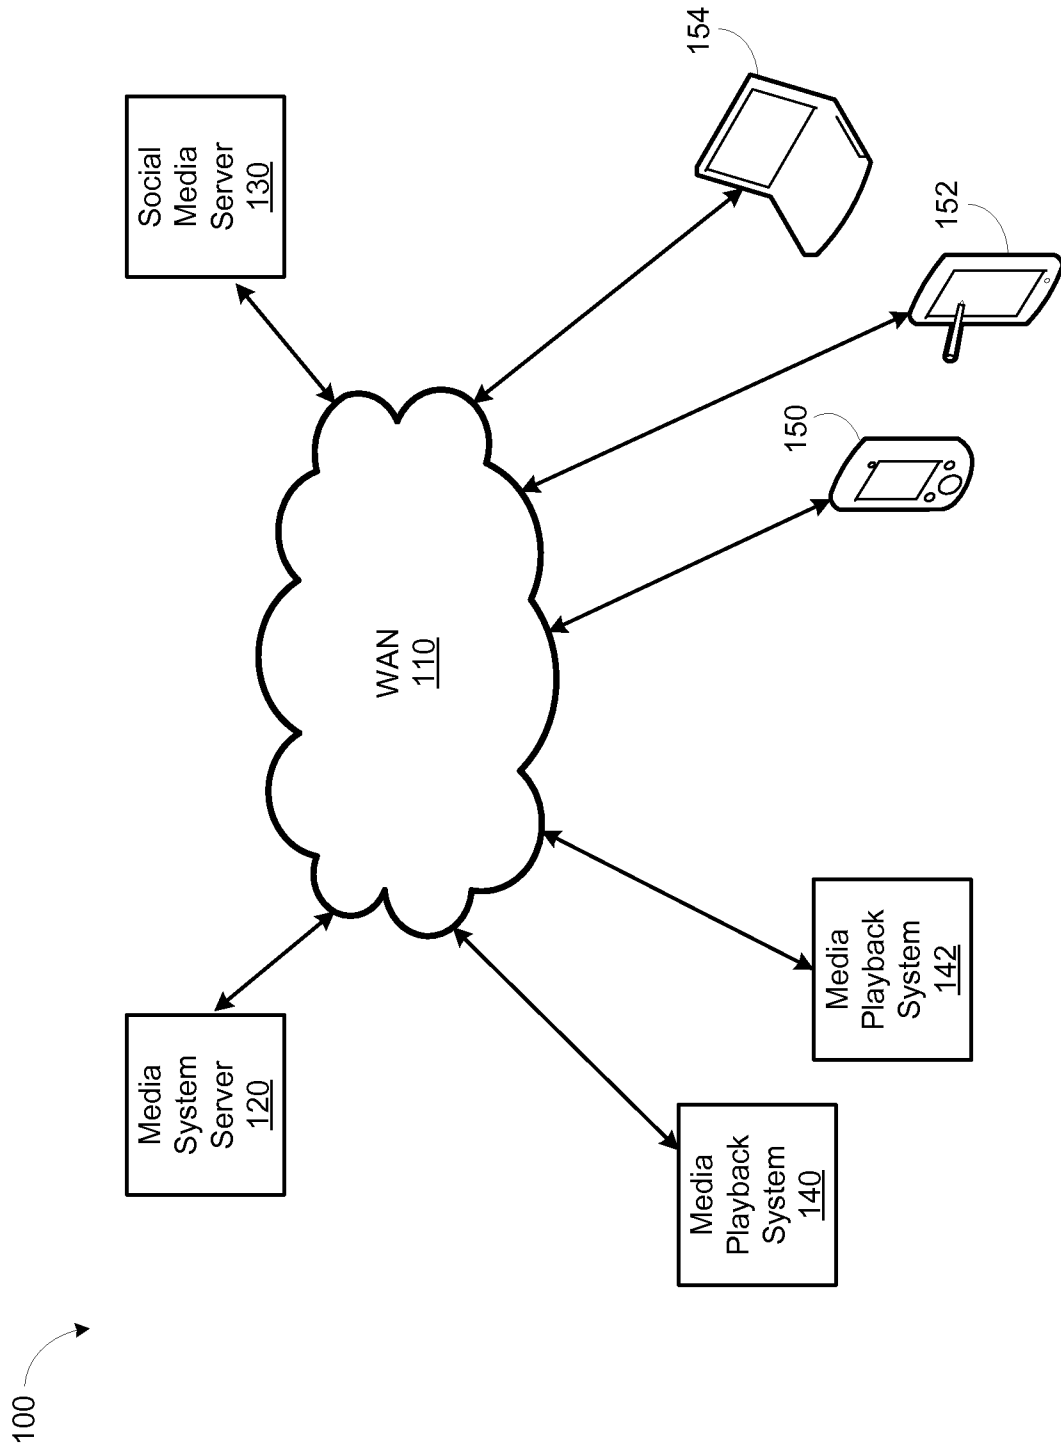 100
Media
System
Server
120
Social
Media
Server
130
WAN
110
Media
Playback
System
140
Media
Playback
System
142
150
152
154